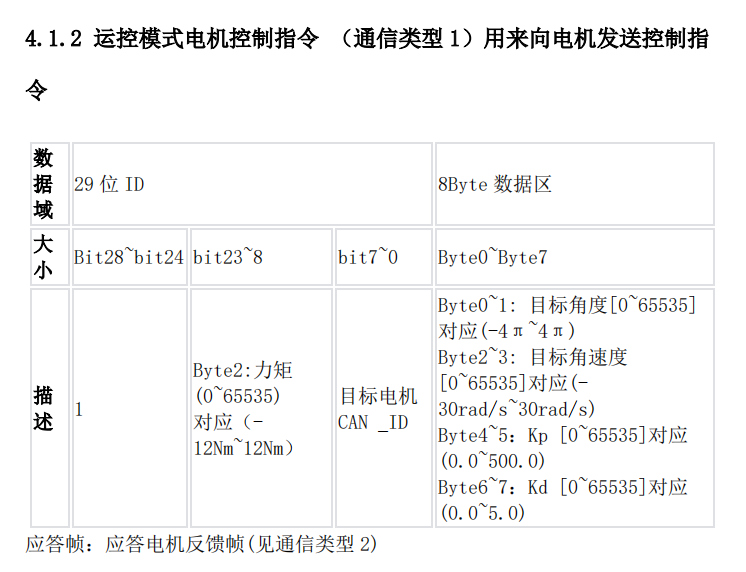 4.1.2 运控模式电机控制指令 （通信类型 1）用来向电机发送控制指
令
数
据
域
29 位 ID
8Byte 数据区
大
小
Bit28~bit24
bit23~8
bit7~0
Byte0~Byte7
描
述
1
Byte2:力矩
(0~65535)
对应（-
12Nm~12Nm）
目标电机
CAN _ID
Byte0~1: 目标角度[0~65535]
对应(-4π~4π)
Byte2~3: 目标角速度
[0~65535]对应(-
30rad/s~30rad/s)
Byte4~5：Kp [0~65535]对应
(0.0~500.0)
Byte6~7：Kd [0~65535]对应
(0.0~5.0)
应答帧：应答电机反馈帧(见通信类型 2)